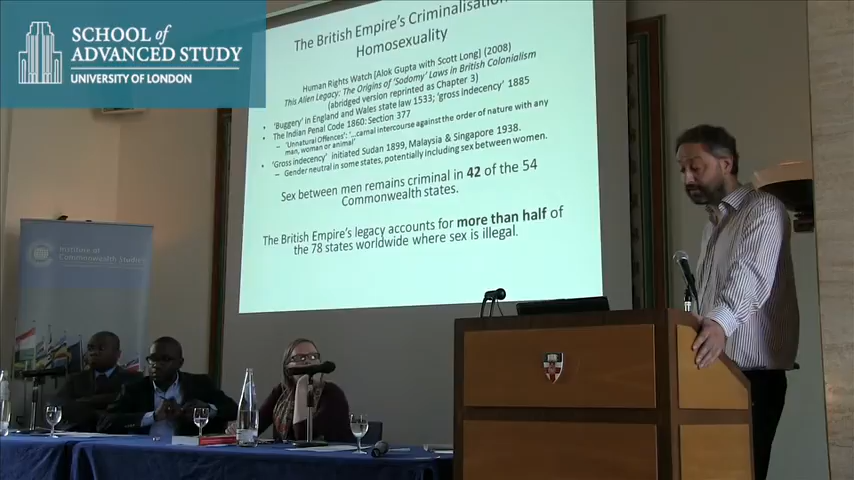 SCHOOL of
ADVANCED STUDY
UNIVERSITY OF LONDON
The British Empire's Criminalisation
Homosexuality
Human Rights Watch [Alok Gupta with Scott Long] (2008)
This Alien Legacy: The Origins of 'Sodomy' Laws in British Colonialism
(abridged version reprinted as Chapter 3)
• 'Buggery' in England and Wales state law 1533; 'gross indecency' 1885
• The Indian Penal Code 1860: Section 377
– 'Unnatural Offences': '...carnal intercourse against the order of nature with any
man, woman or animal'
• 'Gross indecency' initiated Sudan 1899, Malaysia & Singapore 1938.
– Gender neutral in some states, potentially including sex between women.
Sex between men remains criminal in 42 of the 54
Commonwealth states.
The British Empire's legacy accounts for more than half of
the 78 states worldwide where sex is illegal.
Institute of
Commonwealth Studies